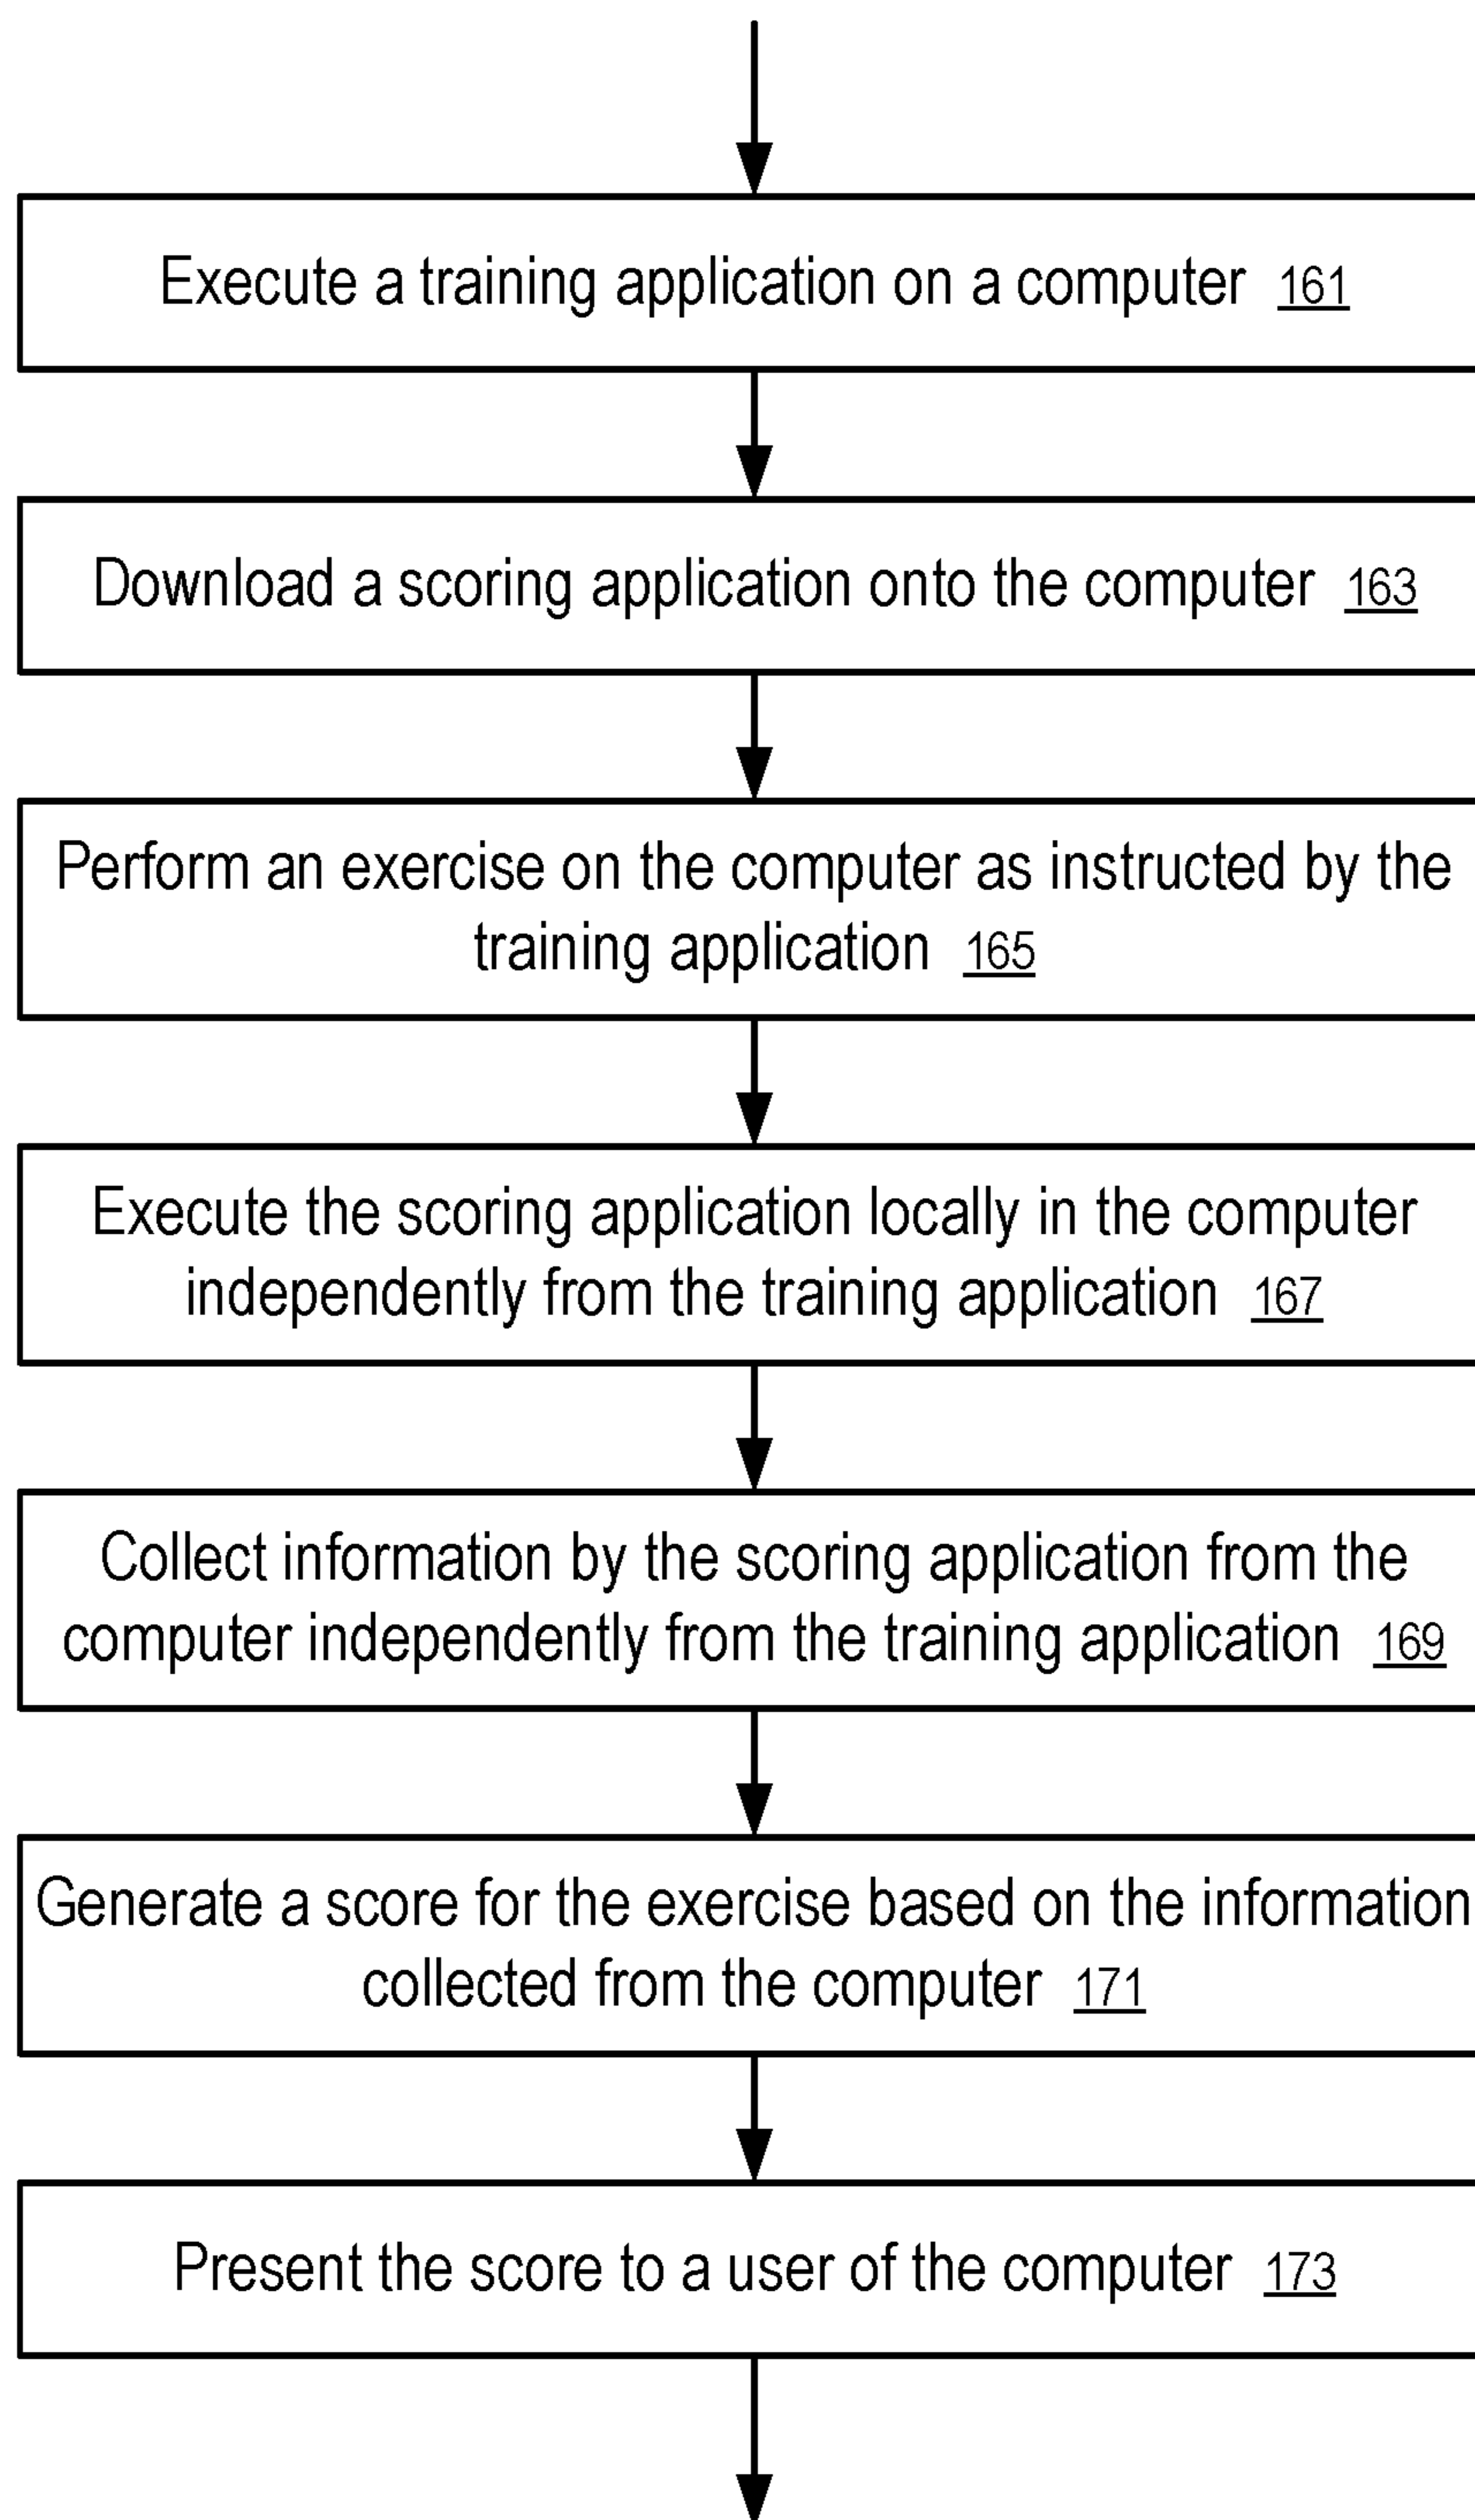 Execute a training application on a computer 161
Download a scoring application onto the computer 163
Perform an exercise on the computer as instructed by the
training application 165
Execute the scoring application locally in the computer
independently from the training application 167
Collect information by the scoring application from the
computer independently from the training application 169
Generate a score for the exercise based on the information
collected from the computer 171
Present the score to a user of the computer 173